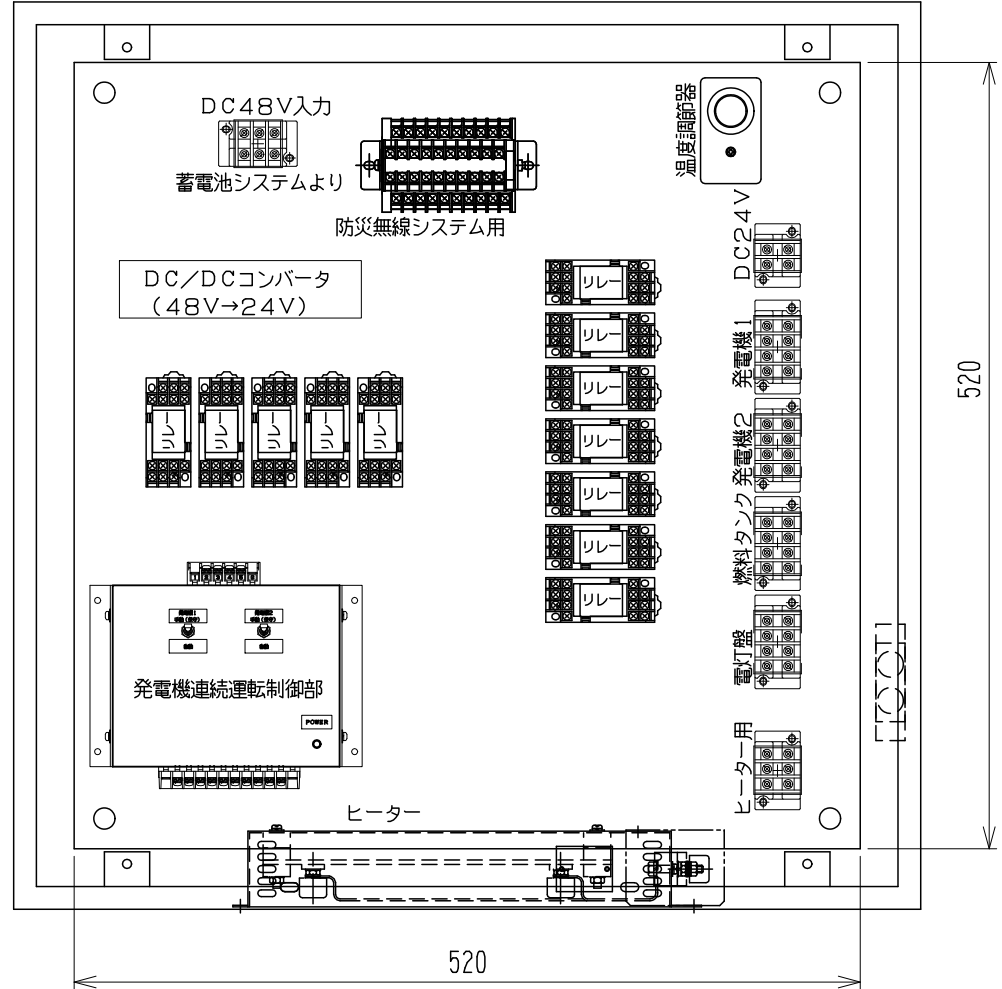 DC48V入力
蓄電池システムより
防災無線システム用
温度調節器
DC24V
DC/DCコンバータ
(48V→24V)
リレー
リレー
リレー
リレー
リレー
リレー
リレー
リレー
リレー
リレー
リレー
リレー
発電機1
発電機2
燃料タンク
電灯盤
ヒーター用
発電機連続運転制御部
POWER
ヒーター
520
520